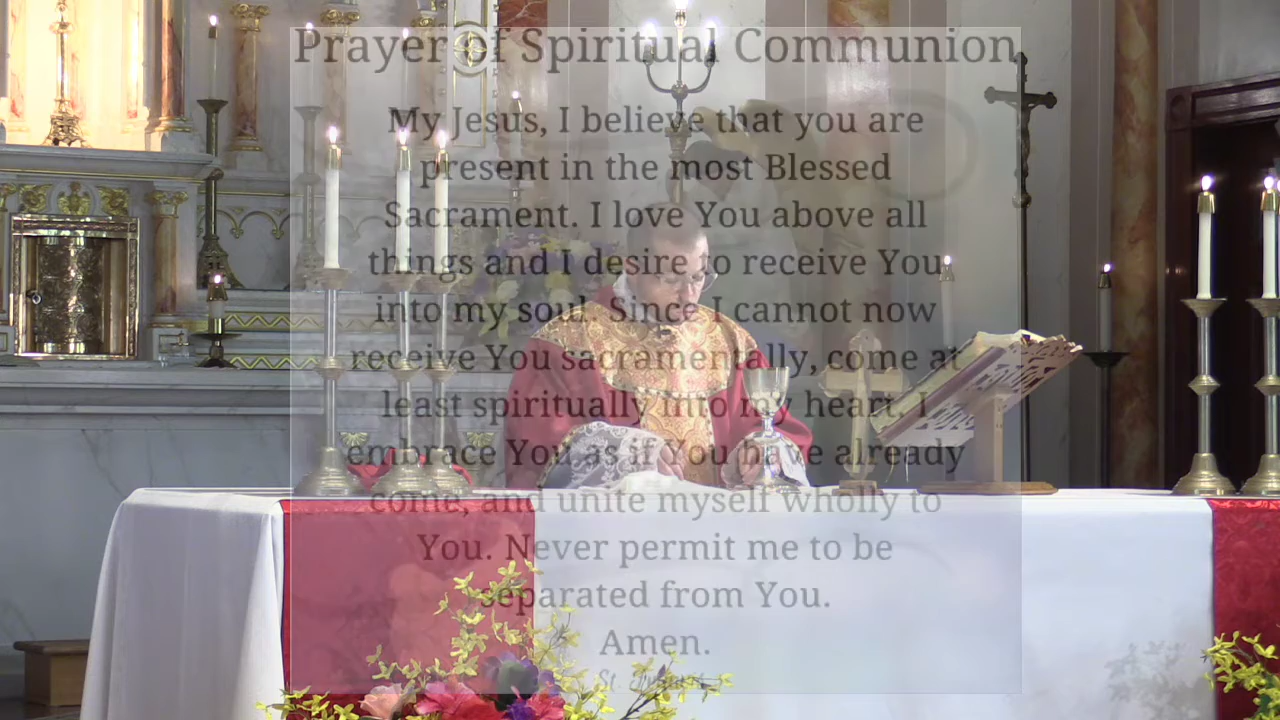 Prayer of Spiritual Communion
My Jesus, I believe that you are
present in the most Blessed
Sacrament. I love You above all
things and I desire to receive You
into my soul. Since I cannot now
receive You sacramentally, come at
least spiritually into my heart. I
embrace You as if You have already
come, and unite myself wholly to
You. Never permit me to be
separated from You.
Amen.
St.